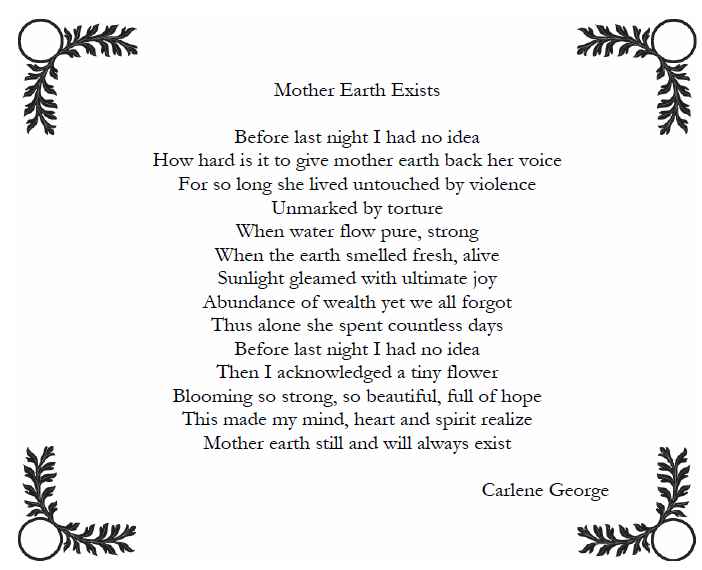 Mother Earth Exists
Before last night I had no idea
How hard is it to give mother earth back her voice
For so long she lived untouched by violence
Unmarked by torture
When water flow pure, strong
When the earth smelled fresh, alive
Sunlight gleamed with ultimate joy
Abundance of wealth yet we all forgot
Thus alone she spent countless days
Before last night I had no idea
Then I acknowledged a tiny flower
Blooming so strong, so beautiful, full of hope
This made my mind, heart and spirit realize
Mother earth still and will always exist
Carlene George